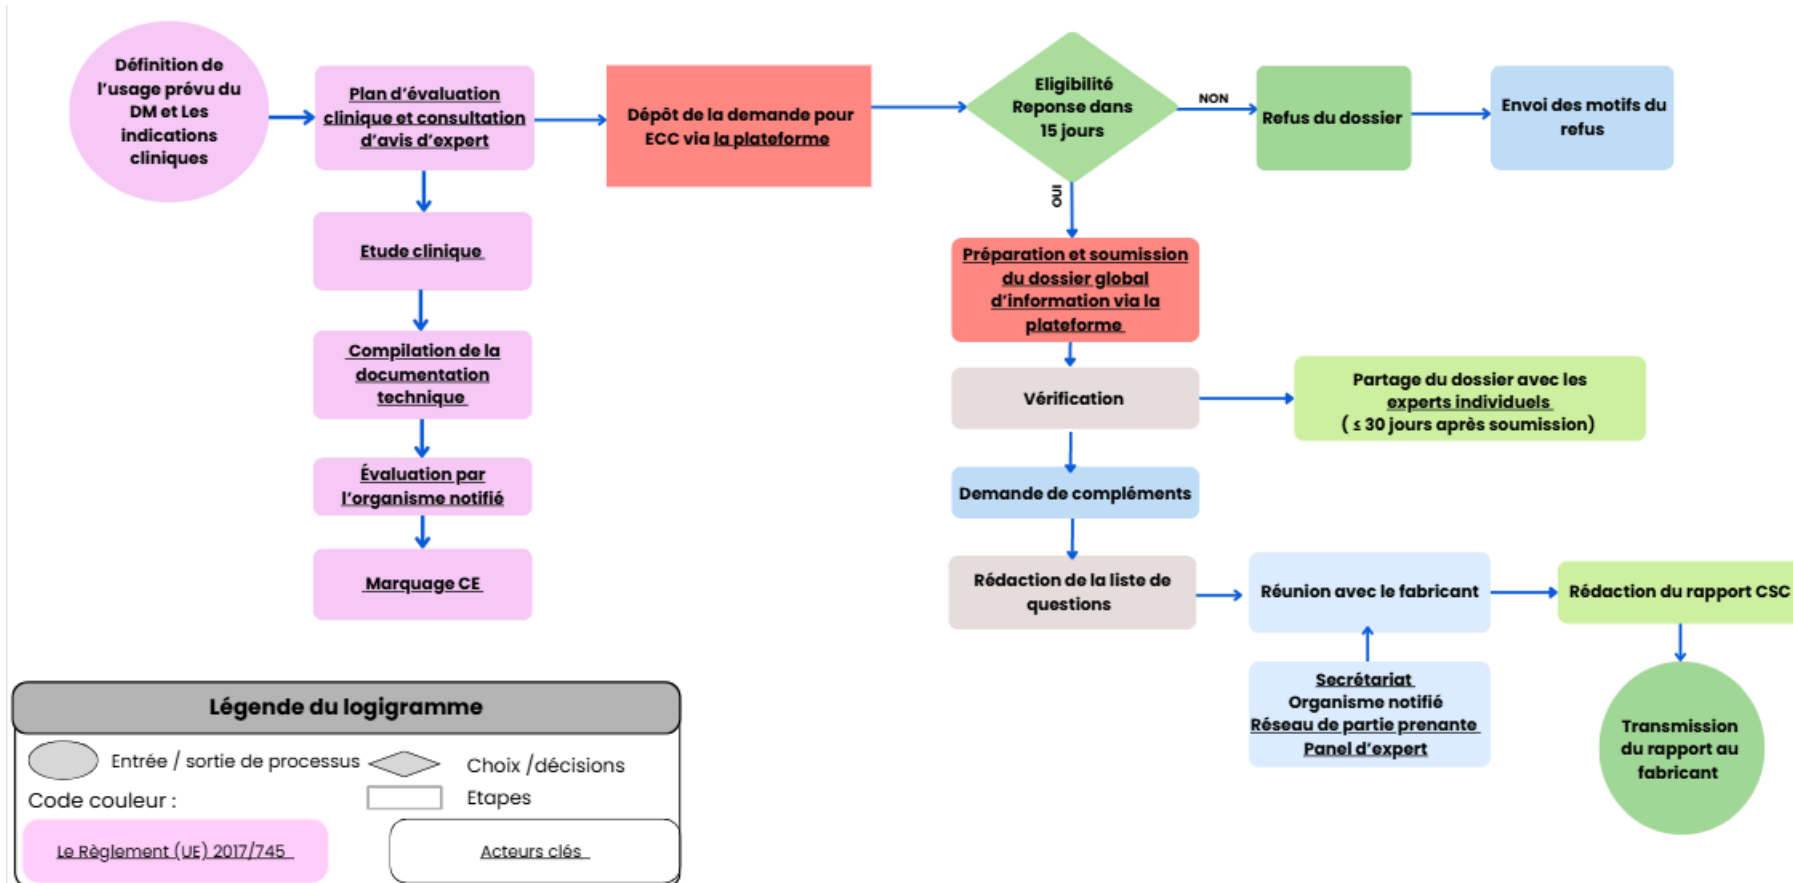 Définition de
l'usage prévu du
DM et Les
indications
cliniques
Plan d'évaluation
clinique et consultation
d'avis d'expert
Dépôt de la demande pour
ECC via la plateforme
Eligibilité
Reponse dans
15 jours
NON
Refus du dossier
Envoi des motifs du
refus
OUI
Etude clinique
Préparation et soumission
du dossier global
d'information via la
plateforme
Compilation de la
documentation
technique
Vérification
Partage du dossier avec les
experts individuels
( ≤ 30 jours après soumission)
Évaluation par
l'organisme notifié
Demande de compléments
Marquage CE
Rédaction de la liste de
questions
Réunion avec le fabricant
Rédaction du rapport CSC
Secrétariat
Organisme notifié
Réseau de partie prenante
Panel d'expert
Transmission
du rapport au
fabricant
Légende du logigramme
Entrée / sortie de processus
Choix /décisions
Code couleur :
Etapes
Le Règlement (UE) 2017/745
Acteurs clés